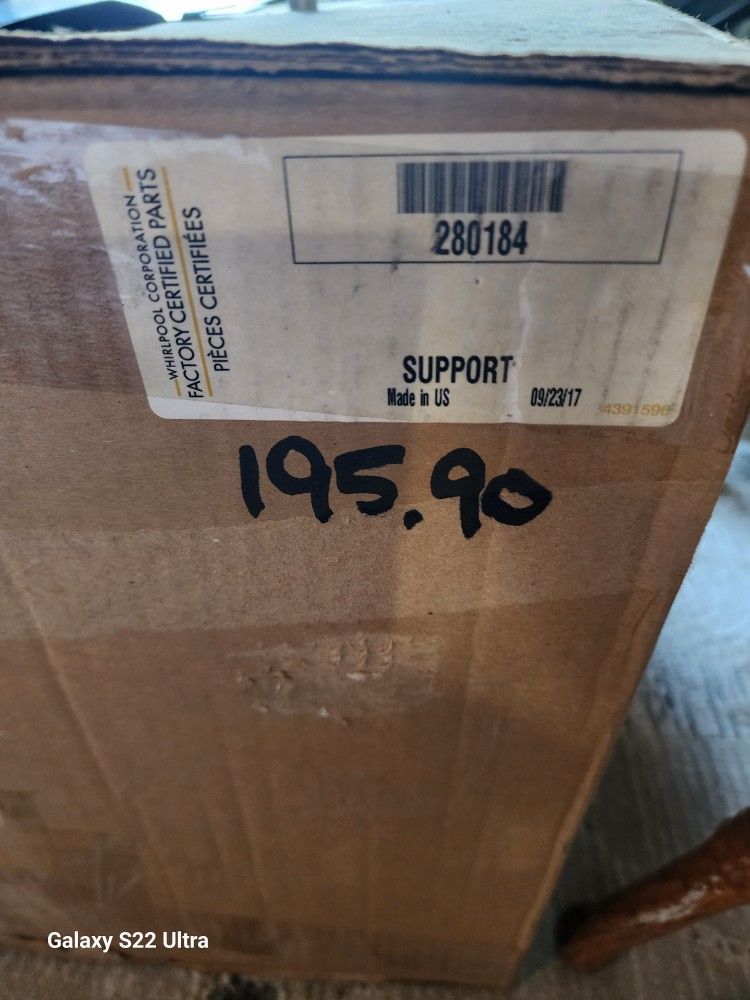 WHIRLPOOL CORPORATION
FACTORY CERTIFIED PARTS
PIÈCES CERTIFIÉES
280184
SUPPORT
Made in US 09/23/17
4391596
195.90
Galaxy S22 Ultra